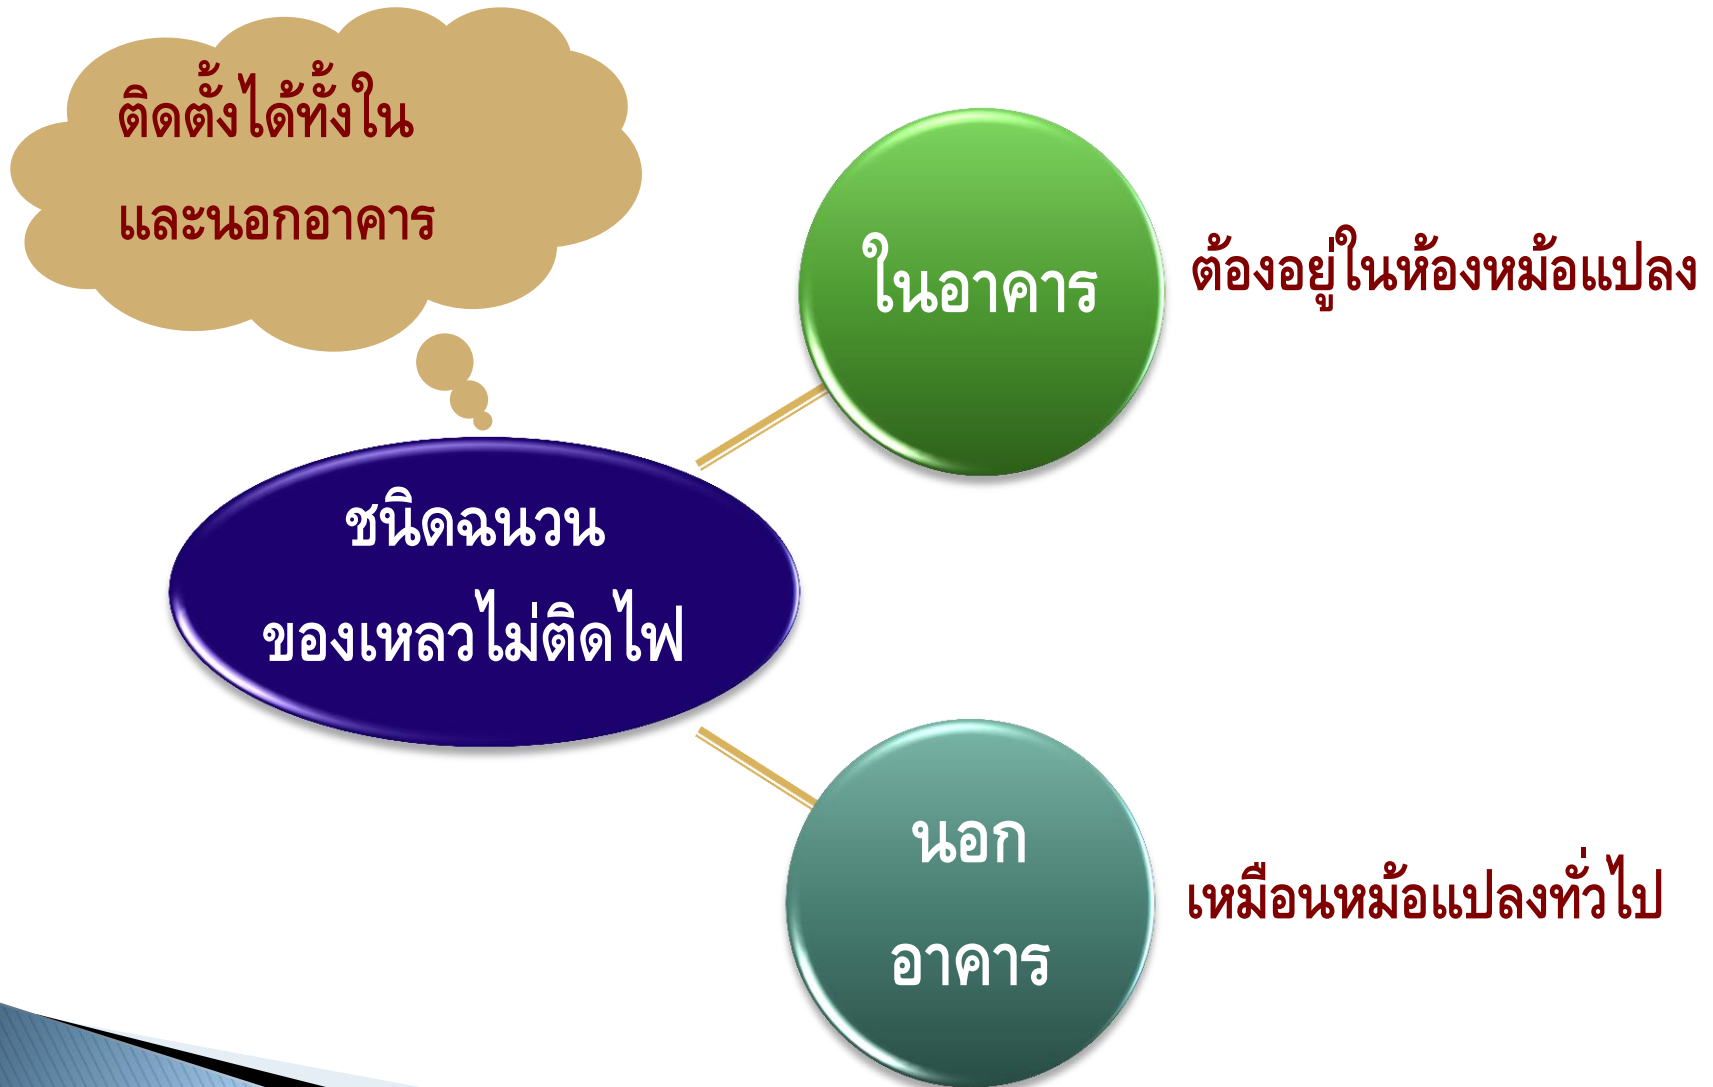 ติดตั้งได้ทั้งใน
และนอกอาคาร
ในอาคาร
ต้องอยู่ในห้องหม้อแปลง
ชนิดฉนวน
ของเหลวไม่ติดไฟ
นอก
อาคาร
เหมือนหม้อแปลงทั่วไป